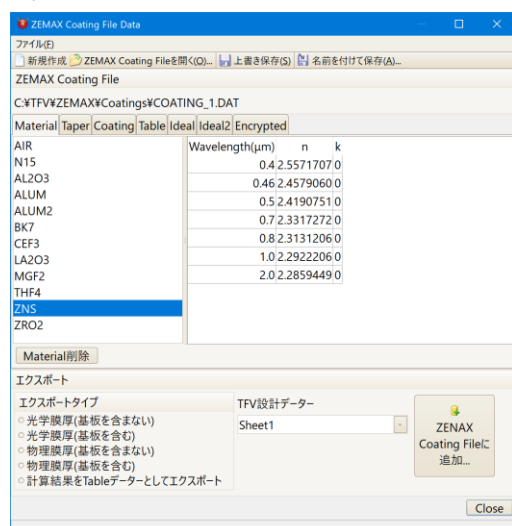 ZEMAX Coating File Data
ファイル(F)
新規作成 ZEMAX Coating Fileを開く(O)... 上書き保存(S) 名前を付けて保存(A)...
ZEMAX Coating File
C:¥TFV¥ZEMAX¥Coatings¥COATING_1.DAT
Material Taper Coating Table Ideal Ideal2 Encrypted
AIR
N15
AL2O3
ALUM
ALUM2
BK7
CEF3
LA2O3
MGF2
THF4
ZNS
ZRO2
Wavelength(μm) n k
0.4 2.5571707 0
0.46 2.4579060 0
0.5 2.4190751 0
0.7 2.3317272 0
0.8 2.3131206 0
1.0 2.2922206 0
2.0 2.2859449 0
Material削除
エクスポート
エクスポートタイプ
光学膜厚(基板を含まない)
光学膜厚(基板を含む)
物理膜厚(基板を含まない)
物理膜厚(基板を含む)
計算結果をTableデーターとしてエクスポート
TFV設計データー
Sheet1
ZENAX
Coating Fileに
追加...
Close